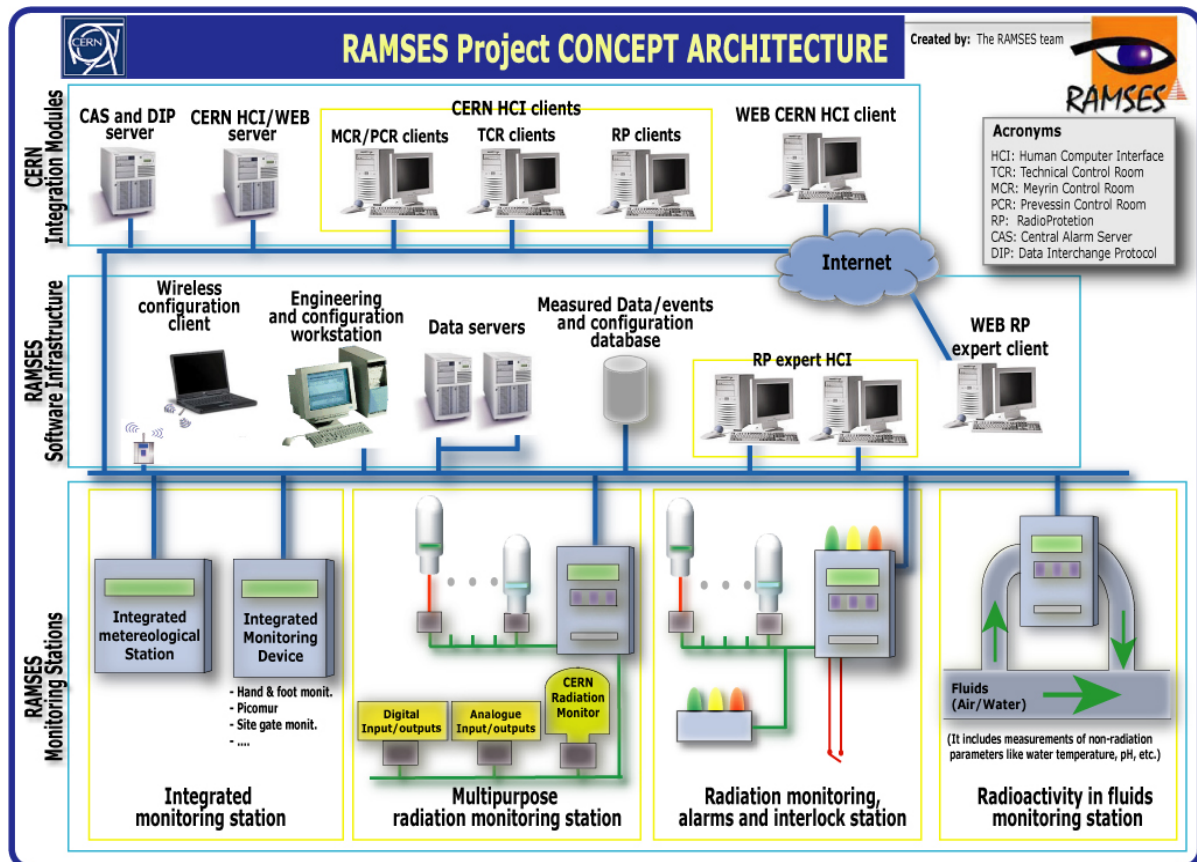 CERN
RAMSES Project CONCEPT ARCHITECTURE
Created by: The RAMSES team
RAMSES
Acronyms
HCI: Human Computer Interface
TCR: Technical Control Room
MCR: Meyrin Control Room
PCR: Prevessin Control Room
RP: RadioProtetion
CAS: Central Alarm Server
DIP: Data Interchange Protocol
CERN
Integration Modules
CAS and DIP
server
CERN HCI/WEB
server
CERN HCI clients
MCR/PCR clients
TCR clients
RP clients
WEB CERN HCI client
Internet
RAMSES
Software Infrastructure
Wireless
configuration
client
Engineering
and configuration
workstation
Data servers
Measured Data/events
and configuration
database
RP expert HCI
WEB RP
expert client
RAMSES
Monitoring Stations
Integrated
metereological
Station
Integrated
Monitoring
Device
- Hand & foot monit.
- Picomur
- Site gate monit.
- ....
Integrated
monitoring station
Digital
Input/outputs
Analogue
Input/outputs
CERN
Radiation
Monitor
Multipurpose
radiation monitoring station
Radiation monitoring,
alarms and interlock station
Fluids
(Air/Water)
(It includes measurements of non-radiation
parameters like water temperature, pH, etc.)
Radioactivity in fluids
monitoring station